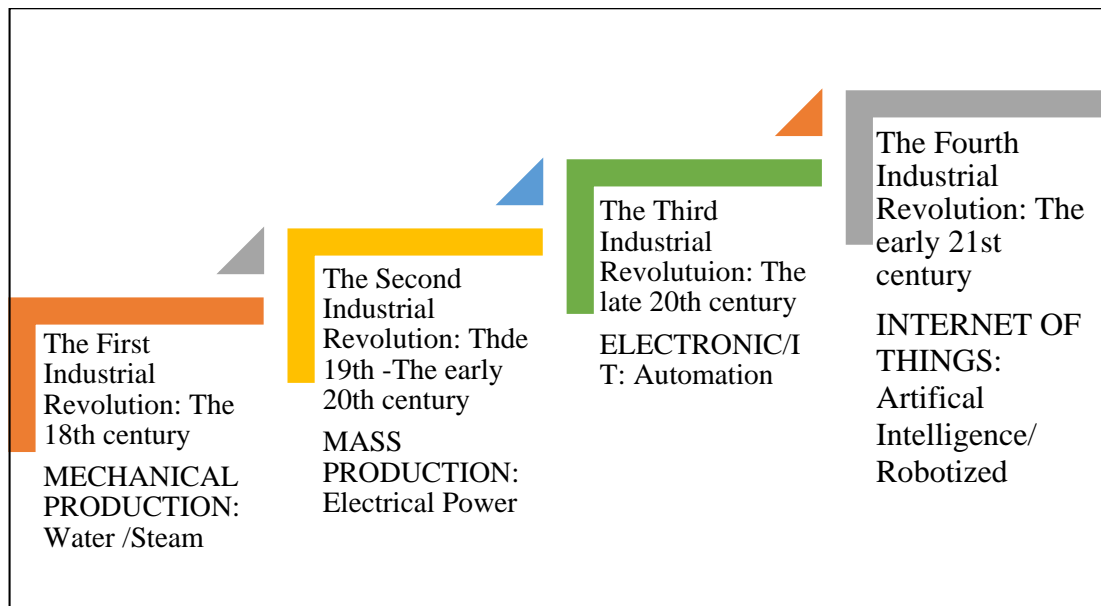 The First
Industrial
Revolution: The
18th century
MECHANICAL
PRODUCTION:
Water /Steam
The Second
Industrial
Revolution: Thde
19th -The early
20th century
MASS
PRODUCTION:
Electrical Power
The Third
Industrial
Revolutuion: The
late 20th century
ELECTRONIC/I
T: Automation
The Fourth
Industrial
Revolution: The
early 21st
century
INTERNET OF
THINGS:
Artifical
Intelligence/
Robotized